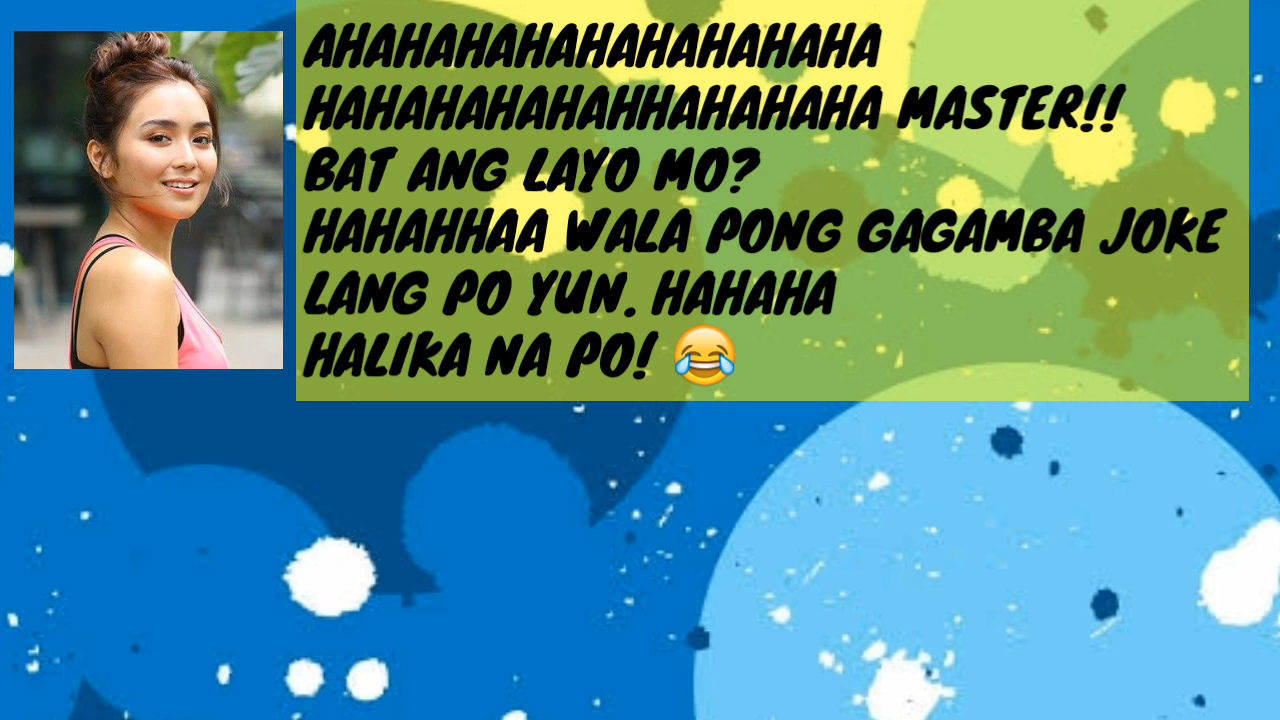 AHAHAHAHAHAHAHAHAHA
HAHAHAHAHAHHAHAHAHA MASTER!!
BAT ANG LAYO MO?
HAHAHHAA WALA PONG GAGAMBA JOKE
LANG PO YUN. HAHAHA
HALIKA NA PO! 😂